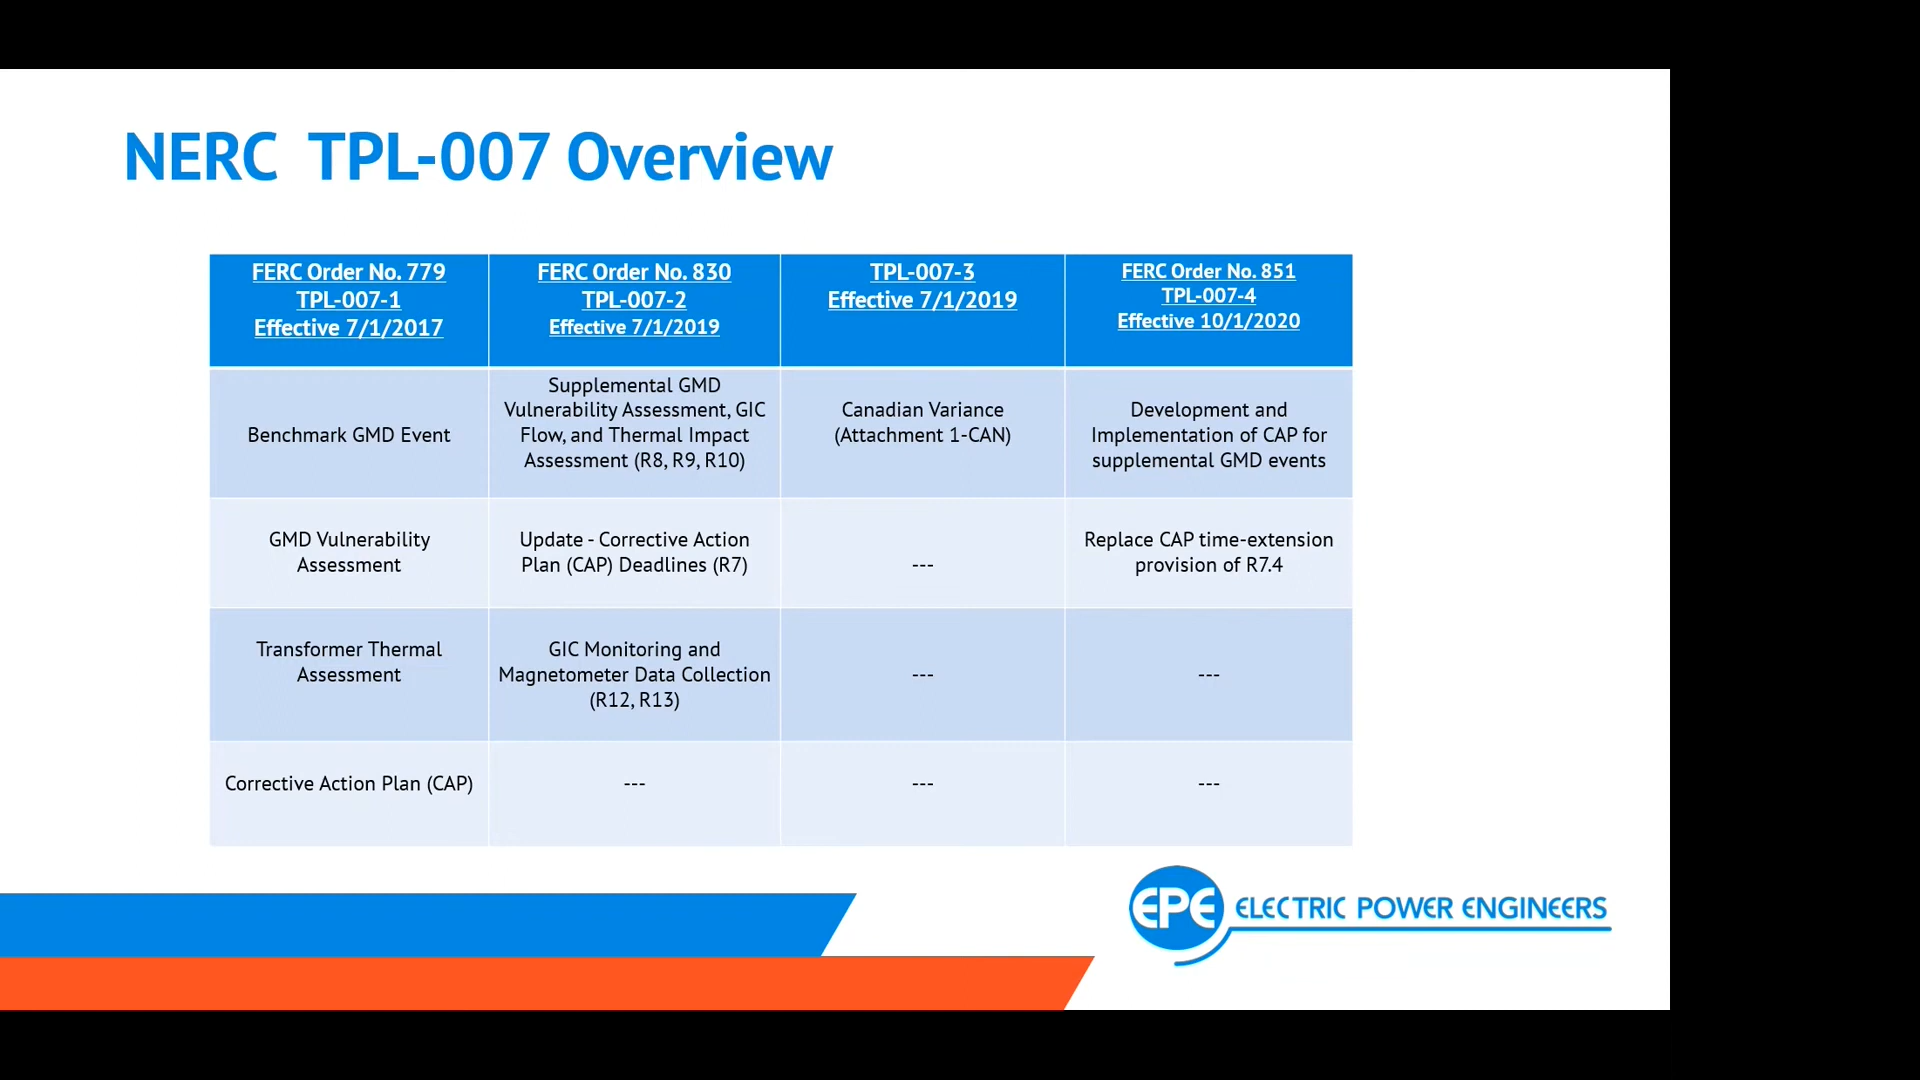 NERC TPL-007 Overview
FERC Order No. 779
TPL-007-1
Effective 7/1/2017
FERC Order No. 830
TPL-007-2
Effective 7/1/2019
TPL-007-3
Effective 7/1/2019
FERC Order No. 851
TPL-007-4
Effective 10/1/2020
Benchmark GMD Event
Supplemental GMD
Vulnerability Assessment, GIC
Flow, and Thermal Impact
Assessment (R8, R9, R10)
Canadian Variance
(Attachment 1-CAN)
Development and
Implementation of CAP for
supplemental GMD events
GMD Vulnerability
Assessment
Update - Corrective Action
Plan (CAP) Deadlines (R7)
---
Replace CAP time-extension
provision of R7.4
Transformer Thermal
Assessment
GIC Monitoring and
Magnetometer Data Collection
(R12, R13)
---
---
Corrective Action Plan (CAP)
---
---
---
EPE ELECTRIC POWER ENGINEERS